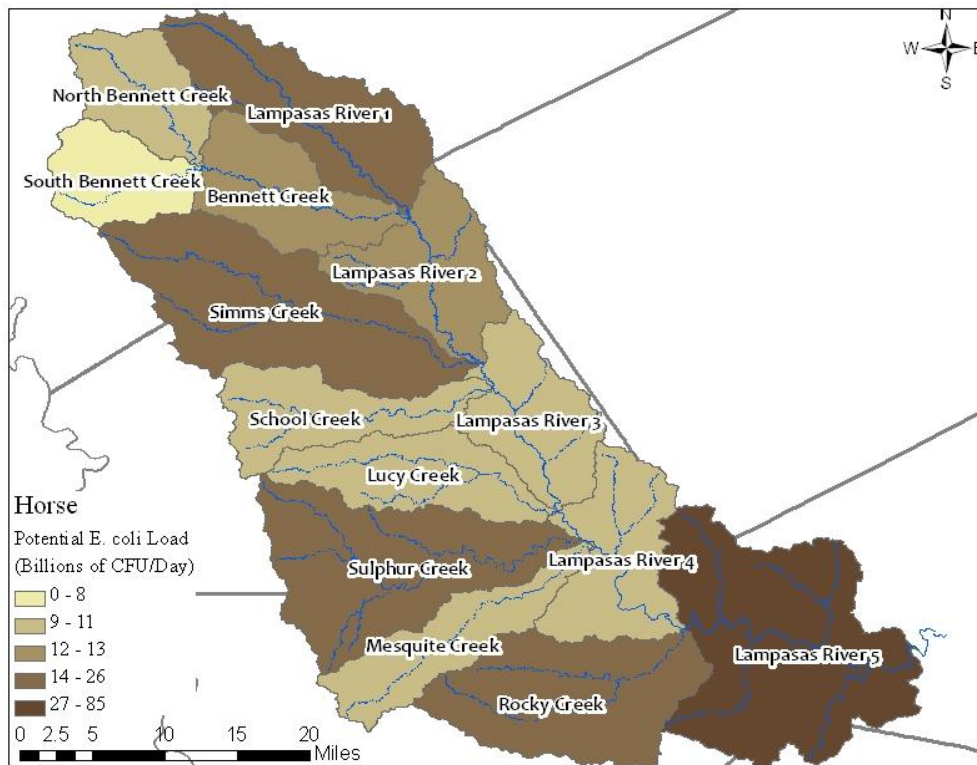 N
W E
S
North Bennett Creek
Lampasas River 1
South Bennett Creek
Bennett Creek
Lampasas River 2
Simms Creek
School Creek
Lampasas River 3
Lucy Creek
Sulphur Creek
Lampasas River 4
Mesquite Creek
Lampasas River 5
Rocky Creek
Horse
Potential E. coli Load
(Billions of CFU/Day)
0 - 8
9 - 11
12 - 13
14 - 26
27 - 85
0 2.5 5 10 15 20
Miles